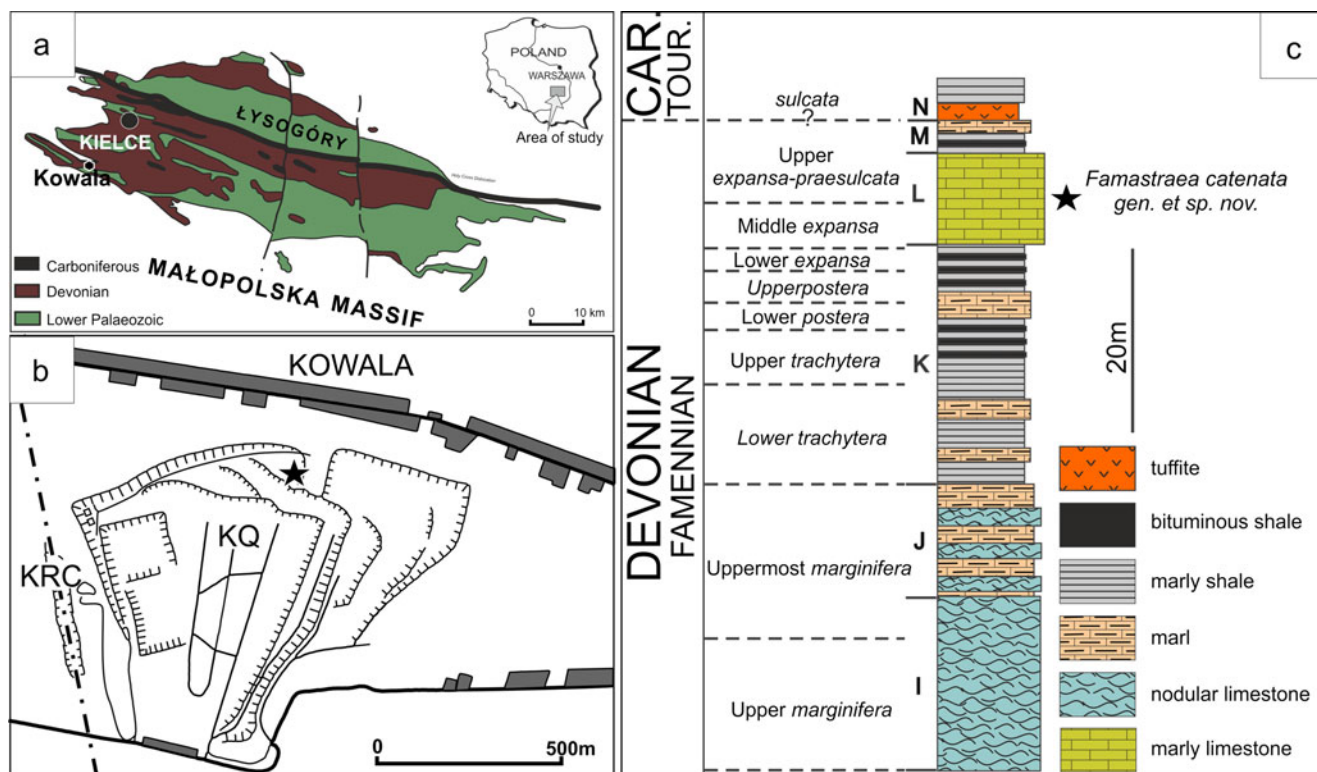 a
POLAND
WARSZAWA
Area of study
ŁYSOGÓRY
KIELCE
Kowala
Holy Cross Dislocation
MAŁOPOLSKA MASSIF
Carboniferous
Devonian
Lower Palaeozoic
0 10 km
b
KOWALA
KQ
KRC
0 500m
c
CAR.
TOUR.
DEVONIAN
FAMENNIAN
sulcata
?
Upper
expansa-praesulcata
Middle expansa
Lower expansa
Upperpostera
Lower postera
Upper trachytera
Lower trachytera
Uppermost marginifera
Upper marginifera
N
M
L
K
J
I
Famastraea catenata
gen. et sp. nov.
20m
tuffite
bituminous shale
marly shale
marl
nodular limestone
marly limestone